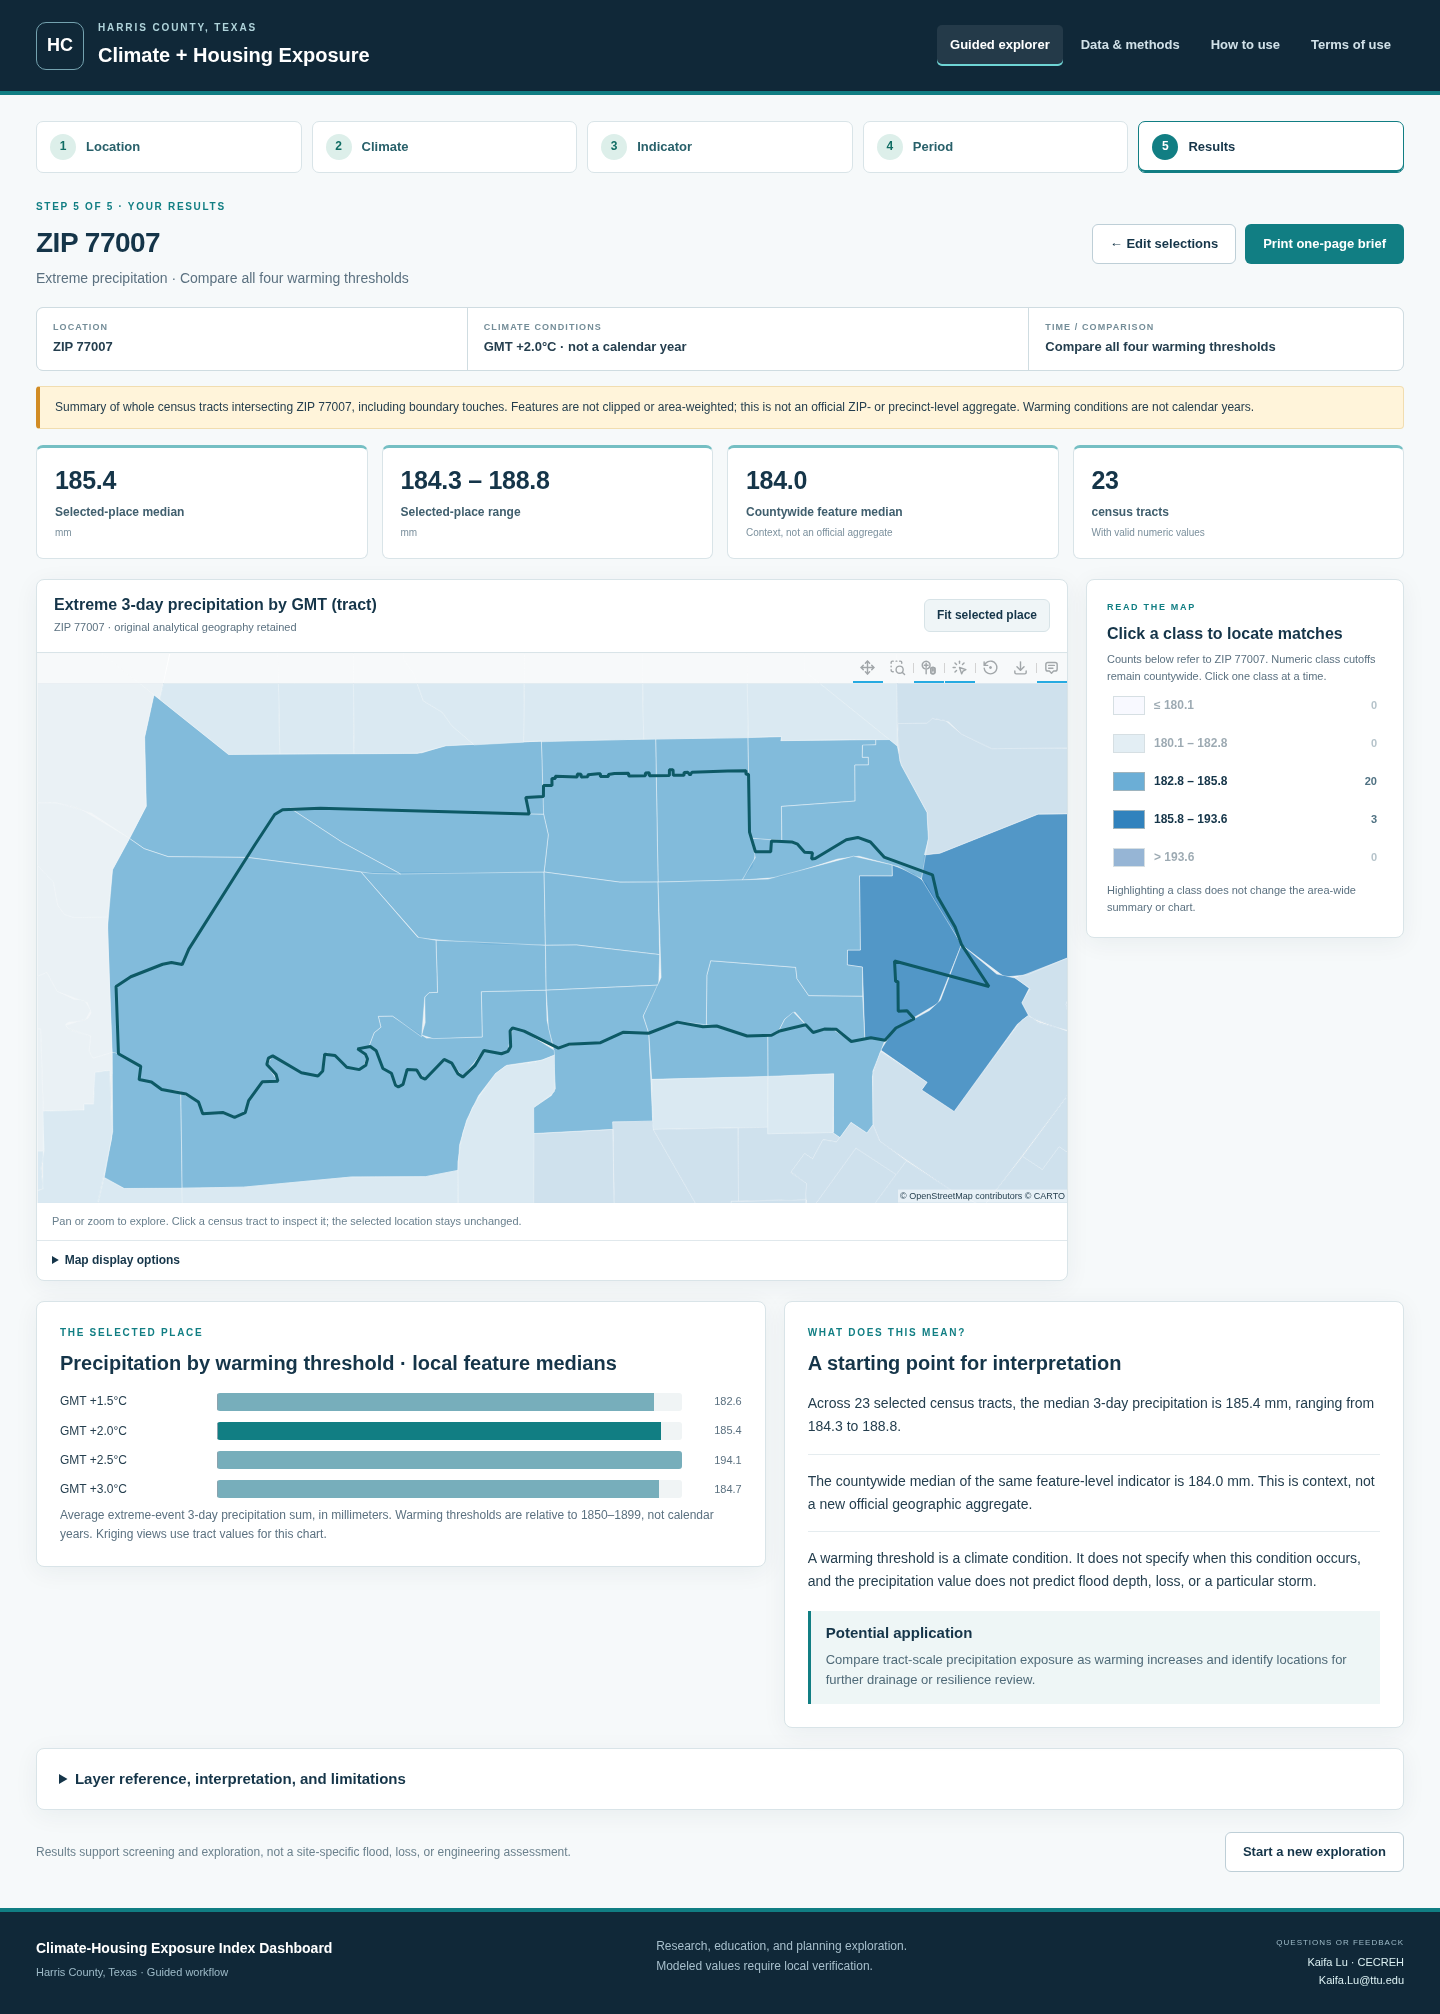 HC
HARRIS COUNTY, TEXAS
Climate + Housing Exposure
Guided explorer
Data & methods
How to use
Terms of use
1 Location
2 Climate
3 Indicator
4 Period
5 Results
STEP 5 OF 5 · YOUR RESULTS
ZIP 77007
Extreme precipitation · Compare all four warming thresholds
← Edit selections
Print one-page brief
LOCATION
ZIP 77007
CLIMATE CONDITIONS
GMT +2.0°C · not a calendar year
TIME / COMPARISON
Compare all four warming thresholds
Summary of whole census tracts intersecting ZIP 77007, including boundary touches. Features are not clipped or area-weighted; this is not an official ZIP- or precinct-level aggregate. Warming conditions are not calendar years.
185.4
Selected-place median
mm
184.3 – 188.8
Selected-place range
mm
184.0
Countywide feature median
Context, not an official aggregate
23
census tracts
With valid numeric values
Extreme 3-day precipitation by GMT (tract)
ZIP 77007 · original analytical geography retained
Fit selected place
© OpenStreetMap contributors © CARTO
Pan or zoom to explore. Click a census tract to inspect it; the selected location stays unchanged.
▶ Map display options
READ THE MAP
Click a class to locate matches
Counts below refer to ZIP 77007. Numeric class cutoffs
remain countywide. Click one class at a time.
≤ 180.1 0
180.1 – 182.8 0
182.8 – 185.8 20
185.8 – 193.6 3
> 193.6 0
Highlighting a class does not change the area-wide
summary or chart.
THE SELECTED PLACE
Precipitation by warming threshold · local feature medians
GMT +1.5°C 182.6
GMT +2.0°C 185.4
GMT +2.5°C 194.1
GMT +3.0°C 184.7
Average extreme-event 3-day precipitation sum, in millimeters. Warming thresholds are relative to 1850–1899, not calendar
years. Kriging views use tract values for this chart.
WHAT DOES THIS MEAN?
A starting point for interpretation
Across 23 selected census tracts, the median 3-day precipitation is 185.4 mm, ranging from
184.3 to 188.8.
The countywide median of the same feature-level indicator is 184.0 mm. This is context, not
a new official geographic aggregate.
A warming threshold is a climate condition. It does not specify when this condition occurs,
and the precipitation value does not predict flood depth, loss, or a particular storm.
Potential application
Compare tract-scale precipitation exposure as warming increases and identify locations for
further drainage or resilience review.
▶ Layer reference, interpretation, and limitations
Results support screening and exploration, not a site-specific flood, loss, or engineering assessment.
Start a new exploration
Climate-Housing Exposure Index Dashboard
Harris County, Texas · Guided workflow
Research, education, and planning exploration.
Modeled values require local verification.
QUESTIONS OR FEEDBACK
Kaifa Lu · CECREH
Kaifa.Lu@ttu.edu